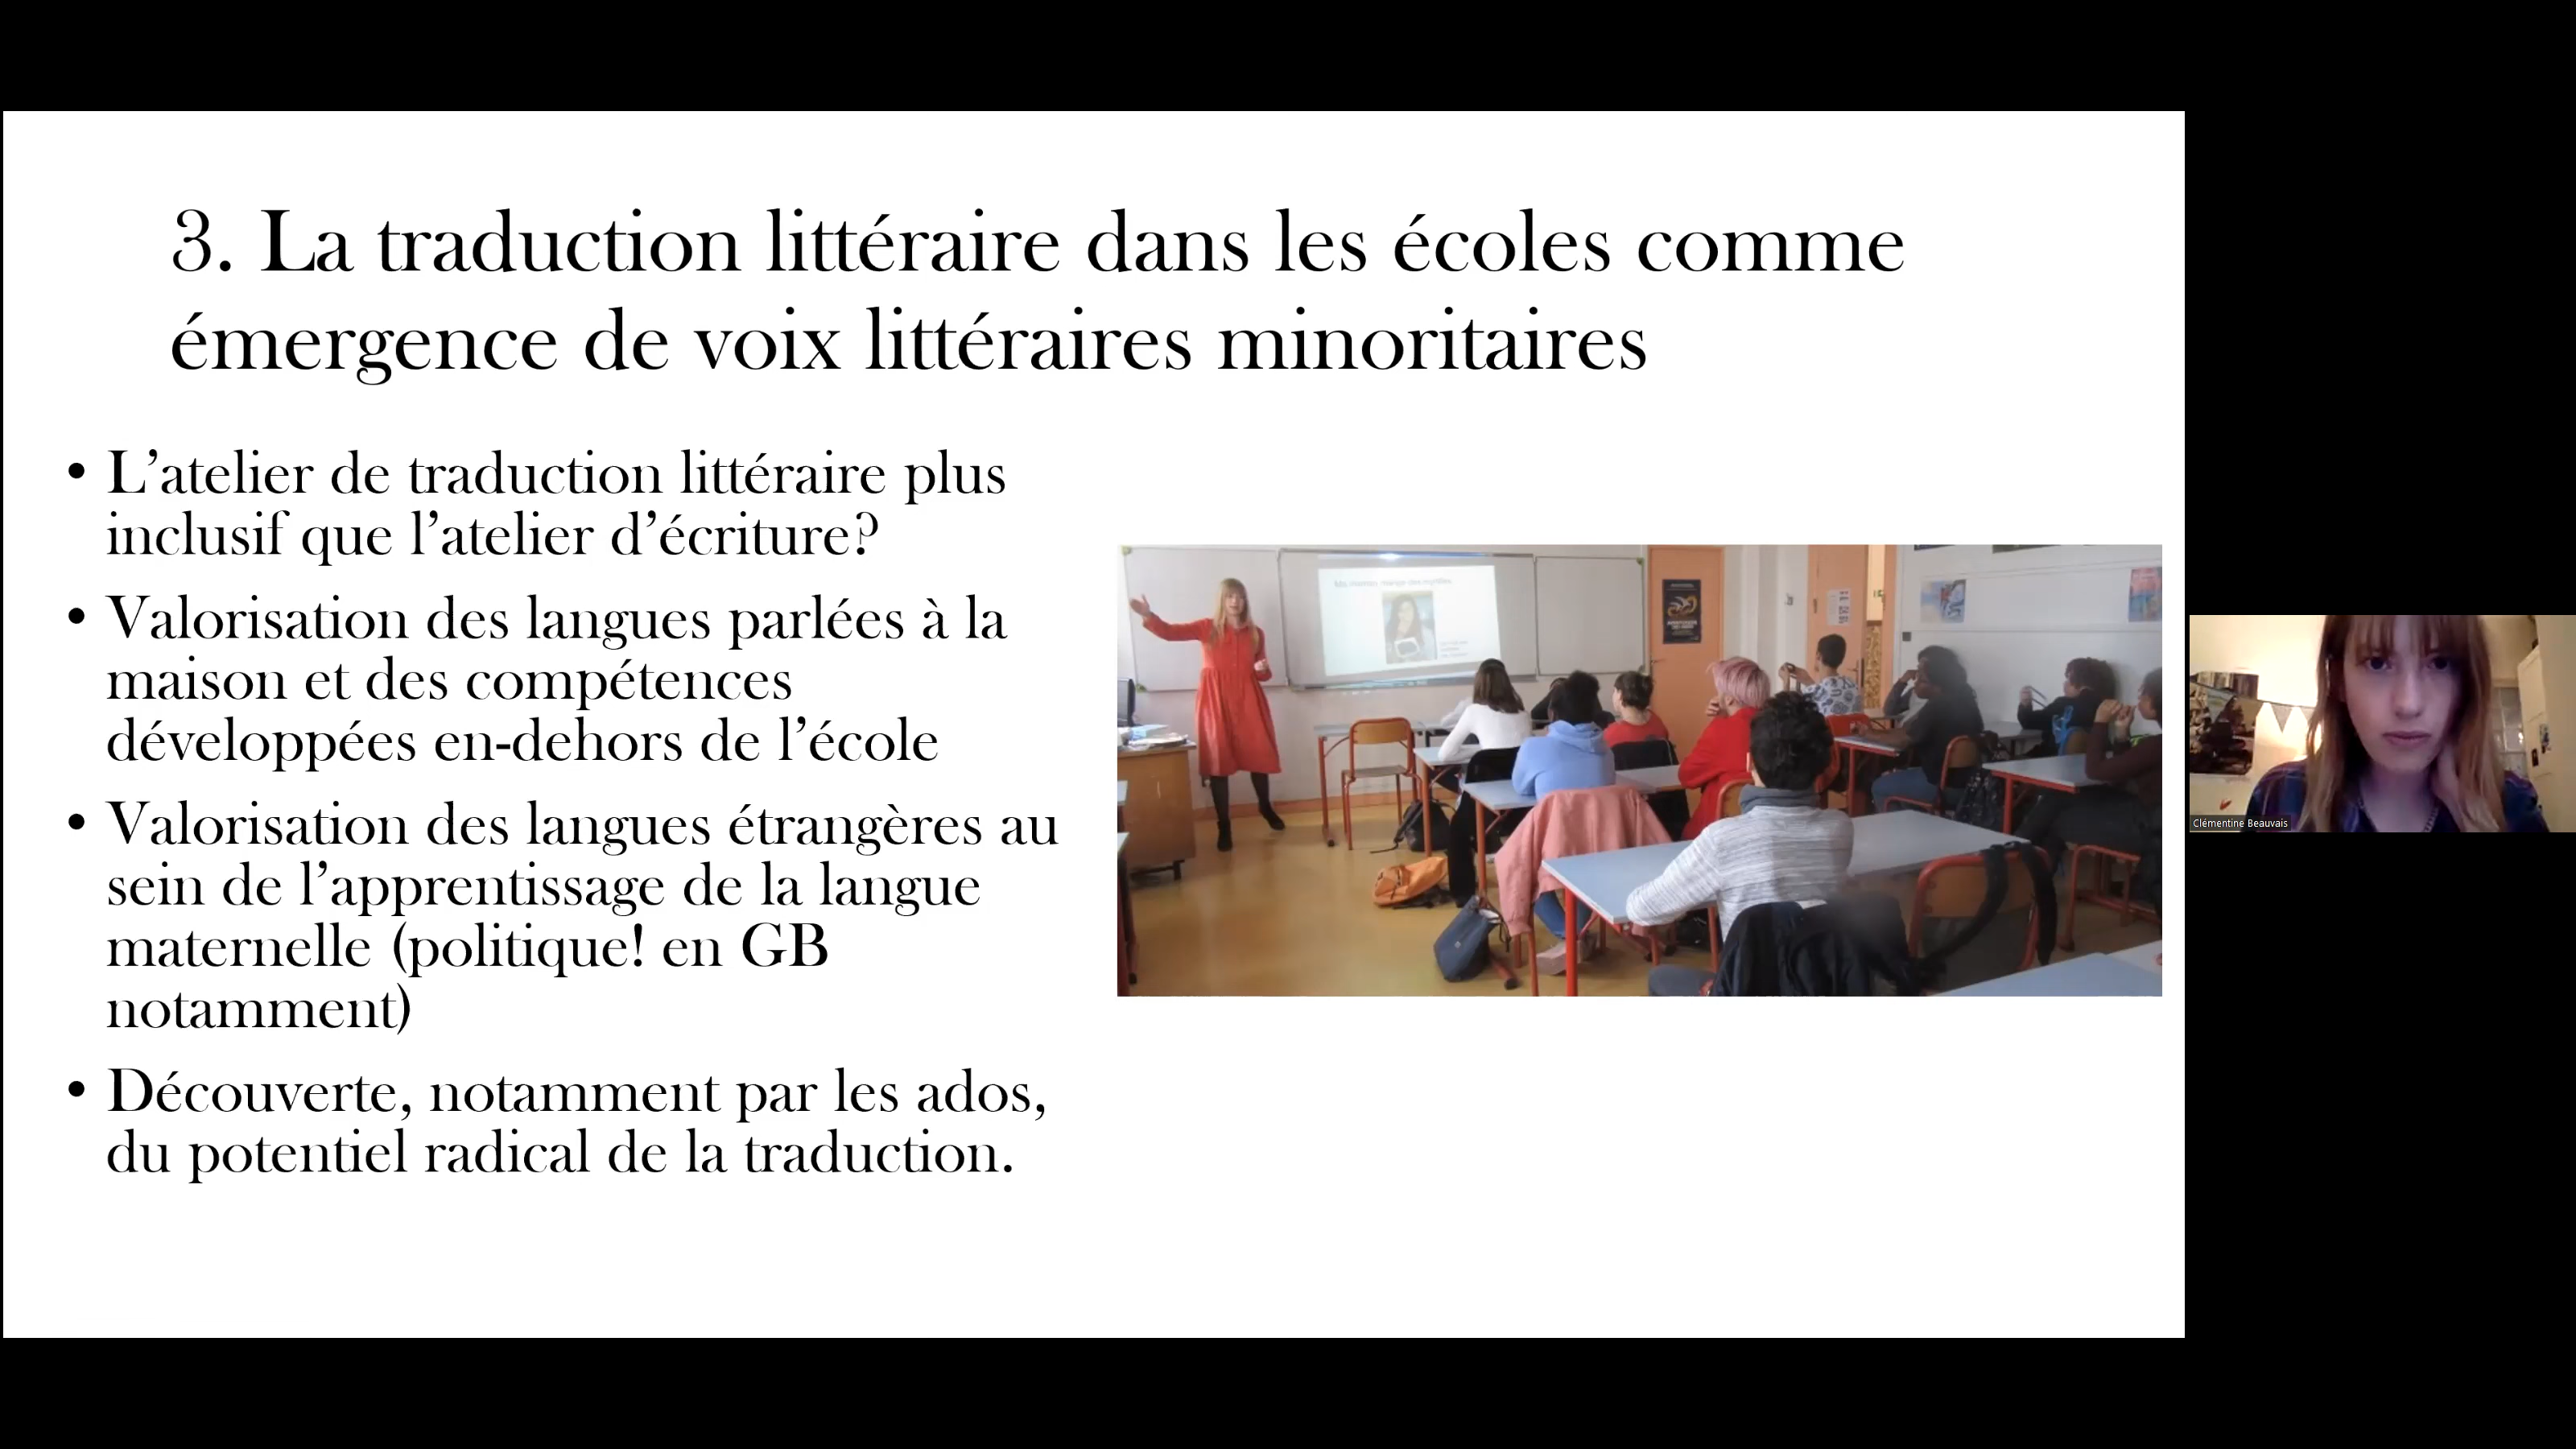 3. La traduction littéraire dans les écoles comme
émergence de voix littéraires minoritaires
• L’atelier de traduction littéraire plus
inclusif que l’atelier d’écriture?
• Valorisation des langues parlées à la
maison et des compétences
développées en-dehors de l’école
• Valorisation des langues étrangères au
sein de l’apprentissage de la langue
maternelle (politique! en GB
notamment)
• Découverte, notamment par les ados,
du potentiel radical de la traduction.
Clémentine Beauvais